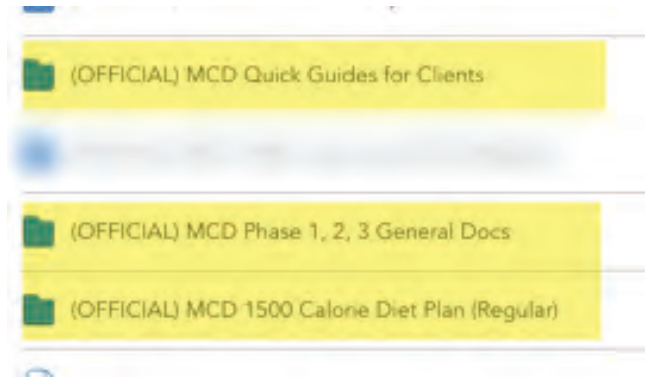 (OFFICIAL) MCD Quick Guides for Clients
(OFFICIAL) MCD Phase 1, 2, 3 General Docs
(OFFICIAL) MCD 1500 Calorie Diet Plan (Regular)